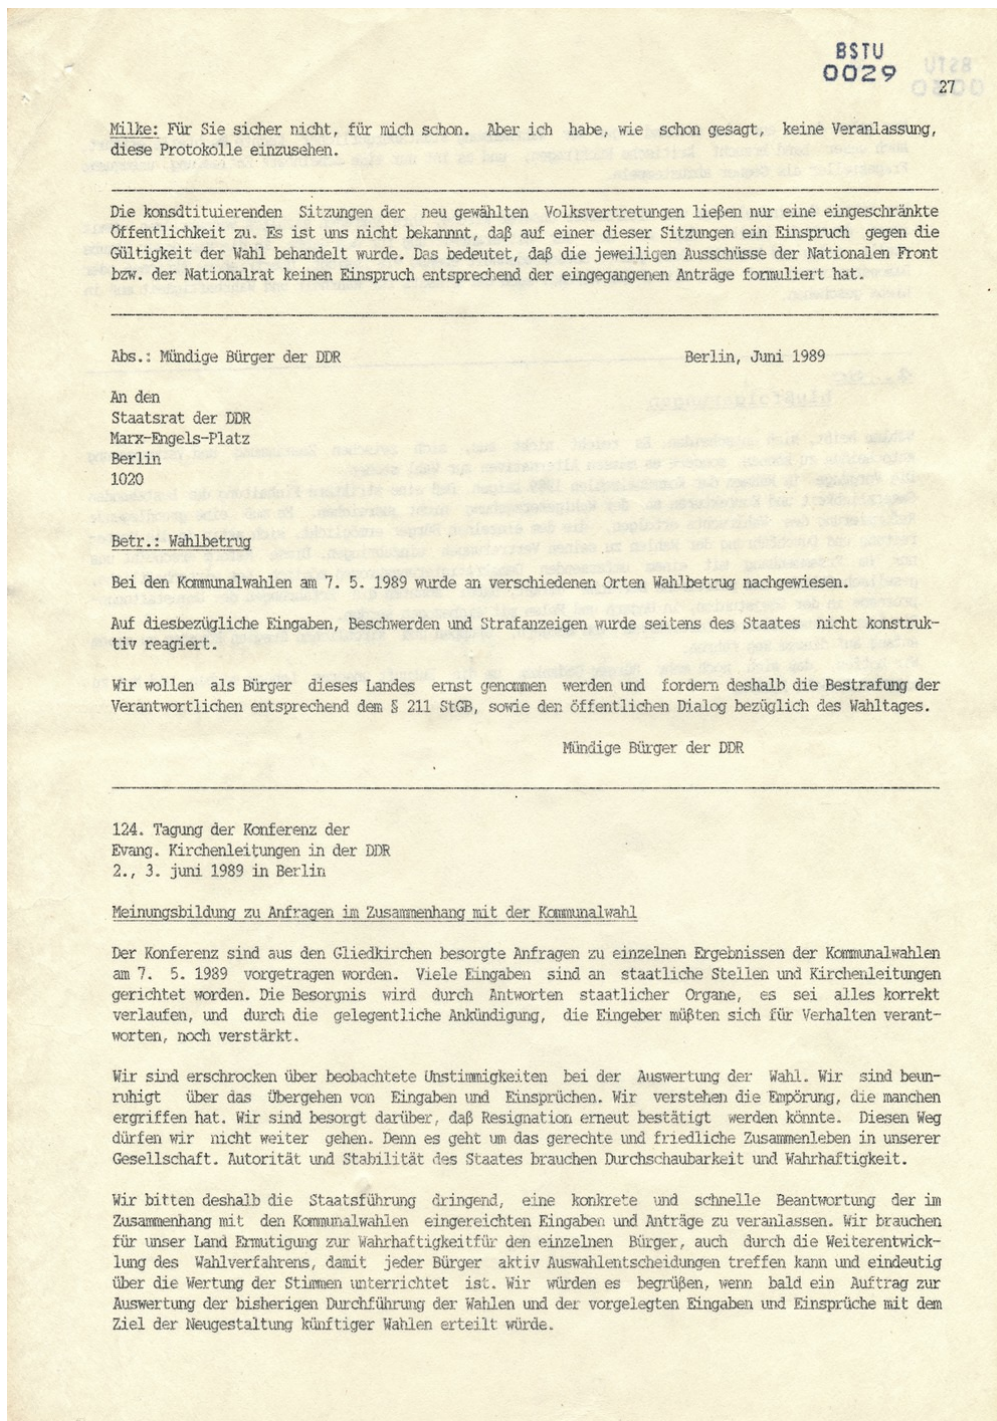 BSTU
0029
27
Milke: Für Sie sicher nicht, für mich schon. Aber ich habe, wie schon gesagt, keine Veranlassung,
diese Protokolle einzusehen.
Die konsdtituierenden Sitzungen der neu gewählten Volksvertretungen ließen nur eine eingeschränkte
Öffentlichkeit zu. Es ist uns nicht bekannnt, daß auf einer dieser Sitzungen ein Einspruch gegen die
Gültigkeit der Wahl behandelt wurde. Das bedeutet, daß die jeweiligen Ausschüsse der Nationalen Front
bzw. der Nationalrat keinen Einspruch entsprechend der eingegangenen Anträge formuliert hat.
Abs.: Mündige Bürger der DDR Berlin, Juni 1989
An den
Staatsrat der DDR
Marx-Engels-Platz
Berlin
1020
Betr.: Wahlbetrug
Bei den Kommunalwahlen am 7. 5. 1989 wurde an verschiedenen Orten Wahlbetrug nachgewiesen.
Auf diesbezügliche Eingaben, Beschwerden und Strafanzeigen wurde seitens des Staates nicht konstruk-
tiv reagiert.
Wir wollen als Bürger dieses Landes ernst genommen werden und fordern deshalb die Bestrafung der
Verantwortlichen entsprechend dem § 211 StGB, sowie den öffentlichen Dialog bezüglich des Wahltages.
Mündige Bürger der DDR
124. Tagung der Konferenz der
Evang. Kirchenleitungen in der DDR
2., 3. juni 1989 in Berlin
Meinungsbildung zu Anfragen im Zusammenhang mit der Kommunalwahl
Der Konferenz sind aus den Gliedkirchen besorgte Anfragen zu einzelnen Ergebnissen der Kommunalwahlen
am 7. 5. 1989 vorgetragen worden. Viele Eingaben sind an staatliche Stellen und Kirchenleitungen
gerichtet worden. Die Besorgnis wird durch Antworten staatlicher Organe, es sei alles korrekt
verlaufen, und durch die gelegentliche Ankündigung, die Eingeber müßten sich für Verhalten verant-
worten, noch verstärkt.
Wir sind erschrocken über beobachtete Unstimmigkeiten bei der Auswertung der Wahl. Wir sind beun-
ruhigt über das Übergehen von Eingaben und Einsprüchen. Wir verstehen die Empörung, die manchen
ergriffen hat. Wir sind besorgt darüber, daß Resignation erneut bestätigt werden könnte. Diesen Weg
dürfen wir nicht weiter gehen. Denn es geht um das gerechte und friedliche Zusammenleben in unserer
Gesellschaft. Autorität und Stabilität des Staates brauchen Durchschaubarkeit und Wahrhaftigkeit.
Wir bitten deshalb die Staatsführung dringend, eine konkrete und schnelle Beantwortung der im
Zusammenhang mit den Kommunalwahlen eingereichten Eingaben und Anträge zu veranlassen. Wir brauchen
für unser Land Ermutigung zur Wahrhaftigkeitfür den einzelnen Bürger, auch durch die Weiterentwick-
lung des Wahlverfahrens, damit jeder Bürger aktiv Auswahlentscheidungen treffen kann und eindeutig
über die Wertung der Stimmen unterrichtet ist. Wir würden es begrüßen, wenn bald ein Auftrag zur
Auswertung der bisherigen Durchführung der Wahlen und der vorgelegten Eingaben und Einsprüche mit dem
Ziel der Neugestaltung künftiger Wahlen erteilt würde.